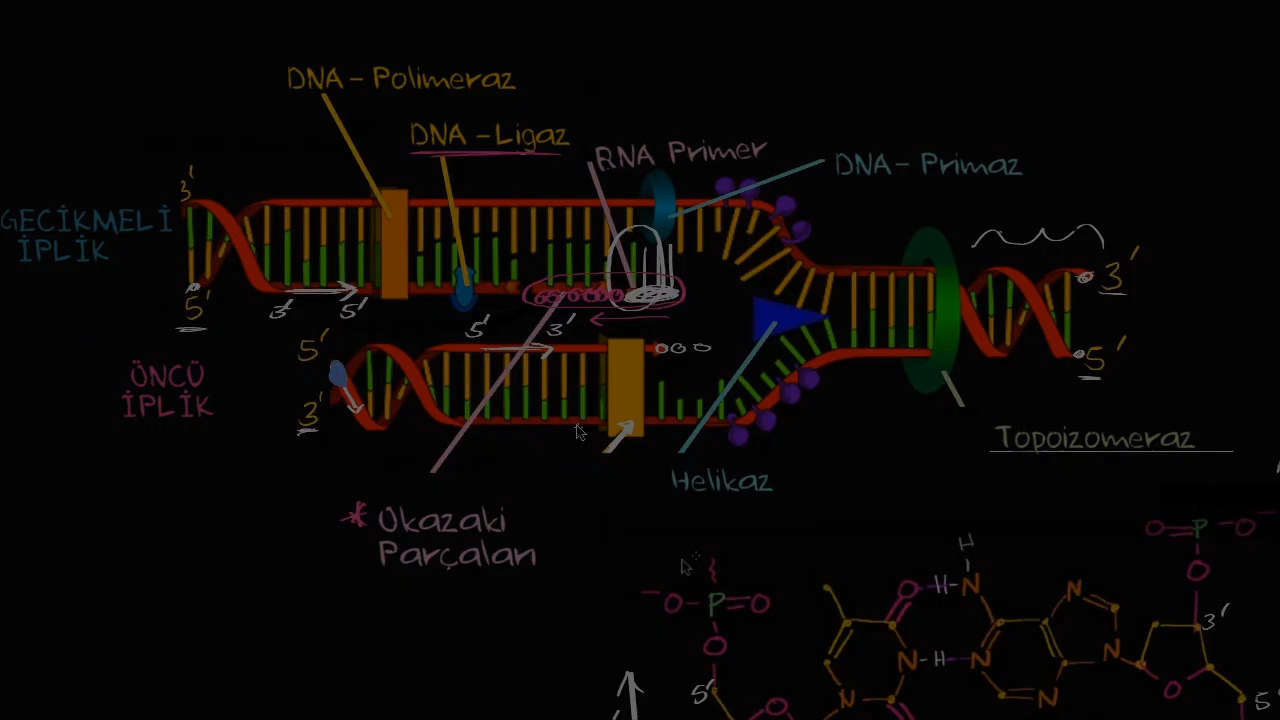 DNA - Polimeraz
DNA - Ligaz
RNA Primer
DNA - Primaz
3'
GECİKMELİ
İPLİK
5'
3'
5'
5'
3'
3'
5'
5'
ÖNCÜ
İPLİK
3'
Topoizomeraz
Helikaz
* Okazaki
Parçaları
H
O=P-O-
O
-O-P=O
O
O-H-N
N
3'
N-H-N
N
O
5'
N
N
O
5